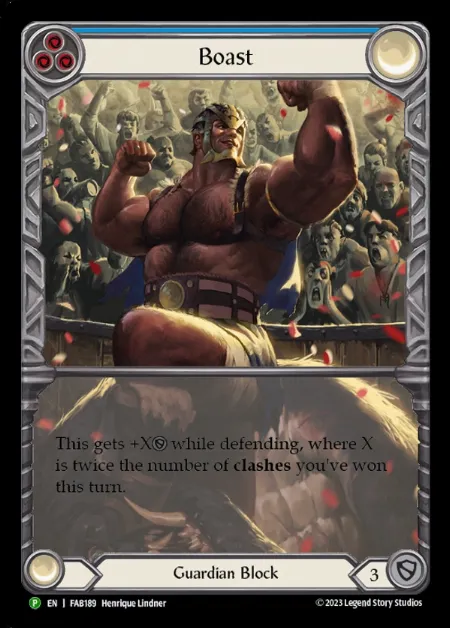 Boast
This gets +X while defending, where X
is twice the number of clashes you've won
this turn.
Guardian Block
3
P EN | FAB189 Henrique Lindner
© 2023 Legend Story Studios